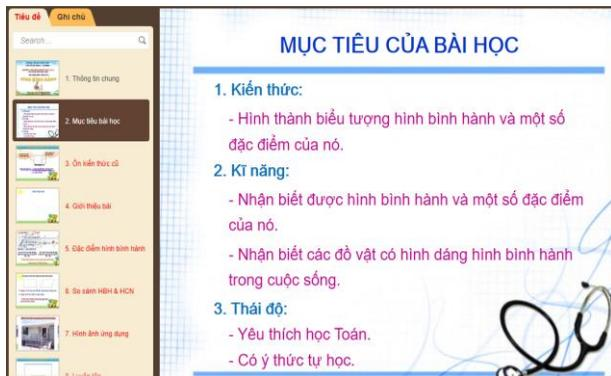 Tiêu đề
Ghi chú
Search...
1. Thông tin chung
2. Mục tiêu bài học
3. Ôn kiến thức cũ
4. Giới thiệu bài
5. Đặc điểm hình bình hành
6. So sánh HBH & HCN
7. Hình ảnh ứng dụng
MỤC TIÊU CỦA BÀI HỌC
1. Kiến thức:
- Hình thành biểu tượng hình bình hành và một số
đặc điểm của nó.
2. Kĩ năng:
- Nhận biết được hình bình hành và một số đặc điểm
của nó.
- Nhận biết các đồ vật có hình dáng hình bình hành
trong cuộc sống.
3. Thái độ:
- Yêu thích học Toán.
- Có ý thức tự học.